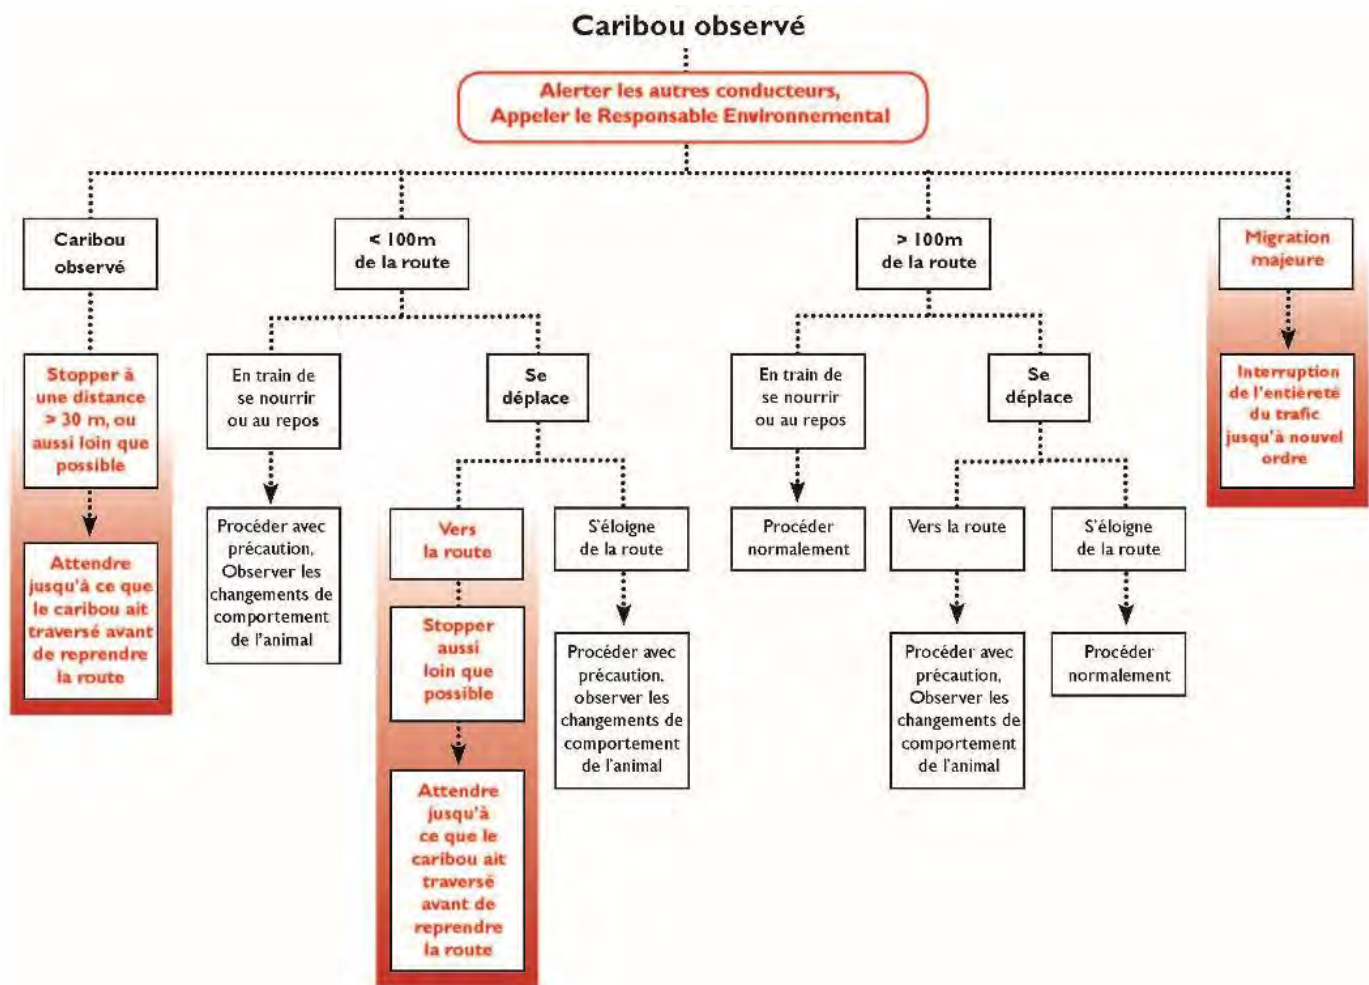 Caribou observé
Alerter les autres conducteurs,
Appeler le Responsable Environnemental
Caribou
observé
< 100m
de la route
> 100m
de la route
Migration
majeure
Stopper à
une distance
> 30 m, ou
aussi loin que
possible
En train de
se nourrir
ou au repos
Se
déplace
En train de
se nourrir
ou au repos
Se
déplace
Interruption
de l'entièreté
du trafic
jusqu'à nouvel
ordre
Attendre
jusqu'à ce que
le caribou ait
traversé avant
de reprendre
la route
Procéder avec
précaution,
Observer les
changements de
comportement
de l'animal
Vers
la route
S'éloigne
de la route
Procéder
normalement
Vers la route
S'éloigne
de la route
Stopper
aussi
loin que
possible
Procéder avec
précaution,
observer les
changements de
comportement
de l'animal
Procéder avec
précaution,
Observer les
changements de
comportement
de l'animal
Procéder
normalement
Attendre
jusqu'à
ce que le
caribou ait
traversé
avant de
reprendre
la route